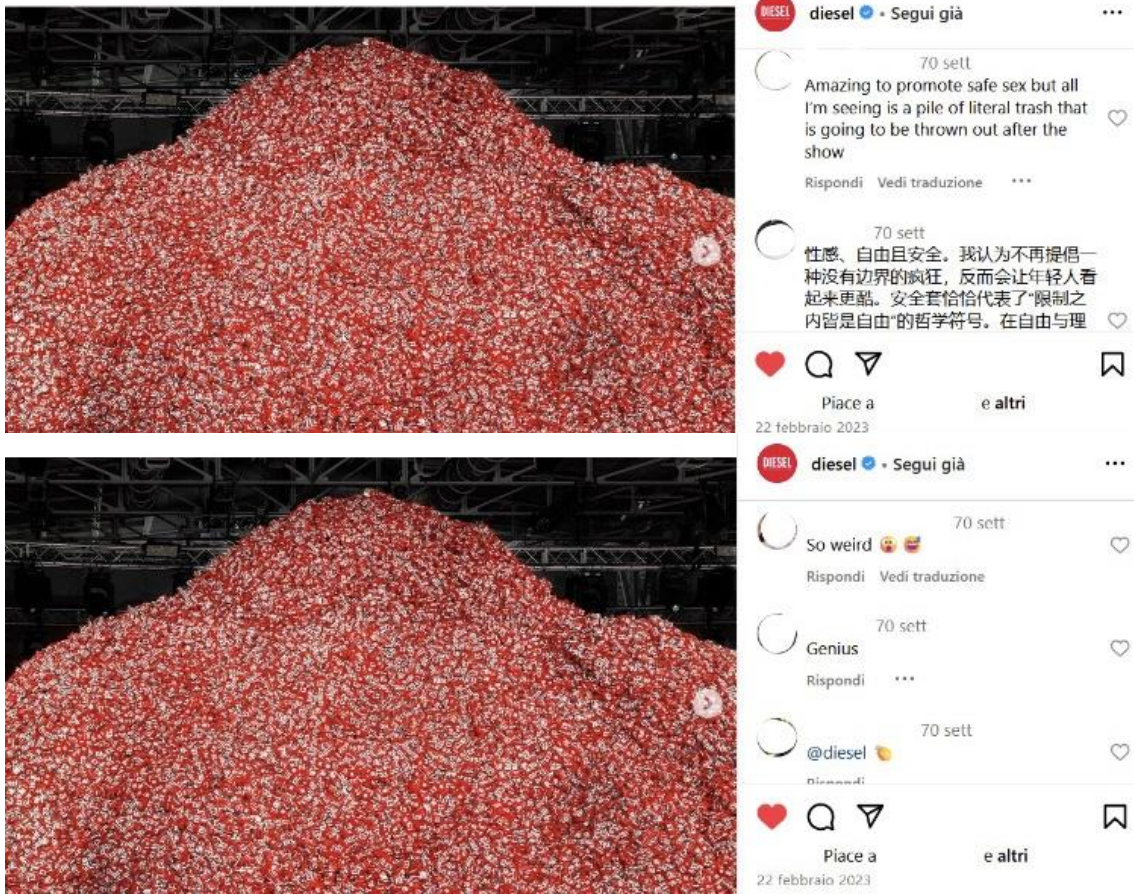 DIESEL diesel • Segui già
70 sett
Amazing to promote safe sex but all
I'm seeing is a pile of literal trash that
is going to be thrown out after the
show
Rispondi Vedi traduzione
70 sett
性感、自由且安全。我认为不再提倡一
种没有边界的疯狂，反而会让年轻人看
起来更酷。安全套恰恰代表了“限制之
内皆是自由“的哲学符号。在自由与理
Piace a e altri
22 febbraio 2023
DIESEL diesel • Segui già
70 sett
So weird
Rispondi Vedi traduzione
70 sett
Genius
Rispondi
70 sett
@diesel
Rispondi
Piace a e altri
22 febbraio 2023